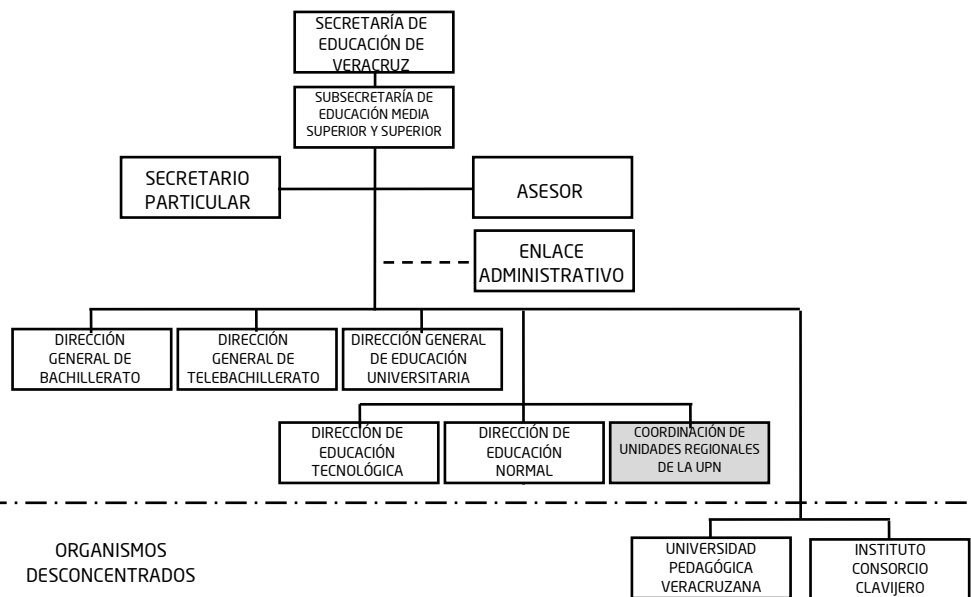 SECRETARÍA DE
EDUCACIÓN DE
VERACRUZ
SUBSECRETARÍA DE
EDUCACIÓN MEDIA
SUPERIOR Y SUPERIOR
SECRETARIO
PARTICULAR
ASESOR
ENLACE
ADMINISTRATIVO
DIRECCIÓN
GENERAL DE
BACHILLERATO
DIRECCIÓN
GENERAL DE
TELEBACHILLERATO
DIRECCIÓN GENERAL
DE EDUCACIÓN
UNIVERSITARIA
DIRECCIÓN DE
EDUCACIÓN
TECNOLÓGICA
DIRECCIÓN DE
EDUCACIÓN
NORMAL
COORDINACIÓN DE
UNIDADES REGIONALES
DE LA UPN
ORGANISMOS
DESCONCENTRADOS
UNIVERSIDAD
PEDAGÓGICA
VERACRUZANA
INSTITUTO
CONSORCIO
CLAVIJERO